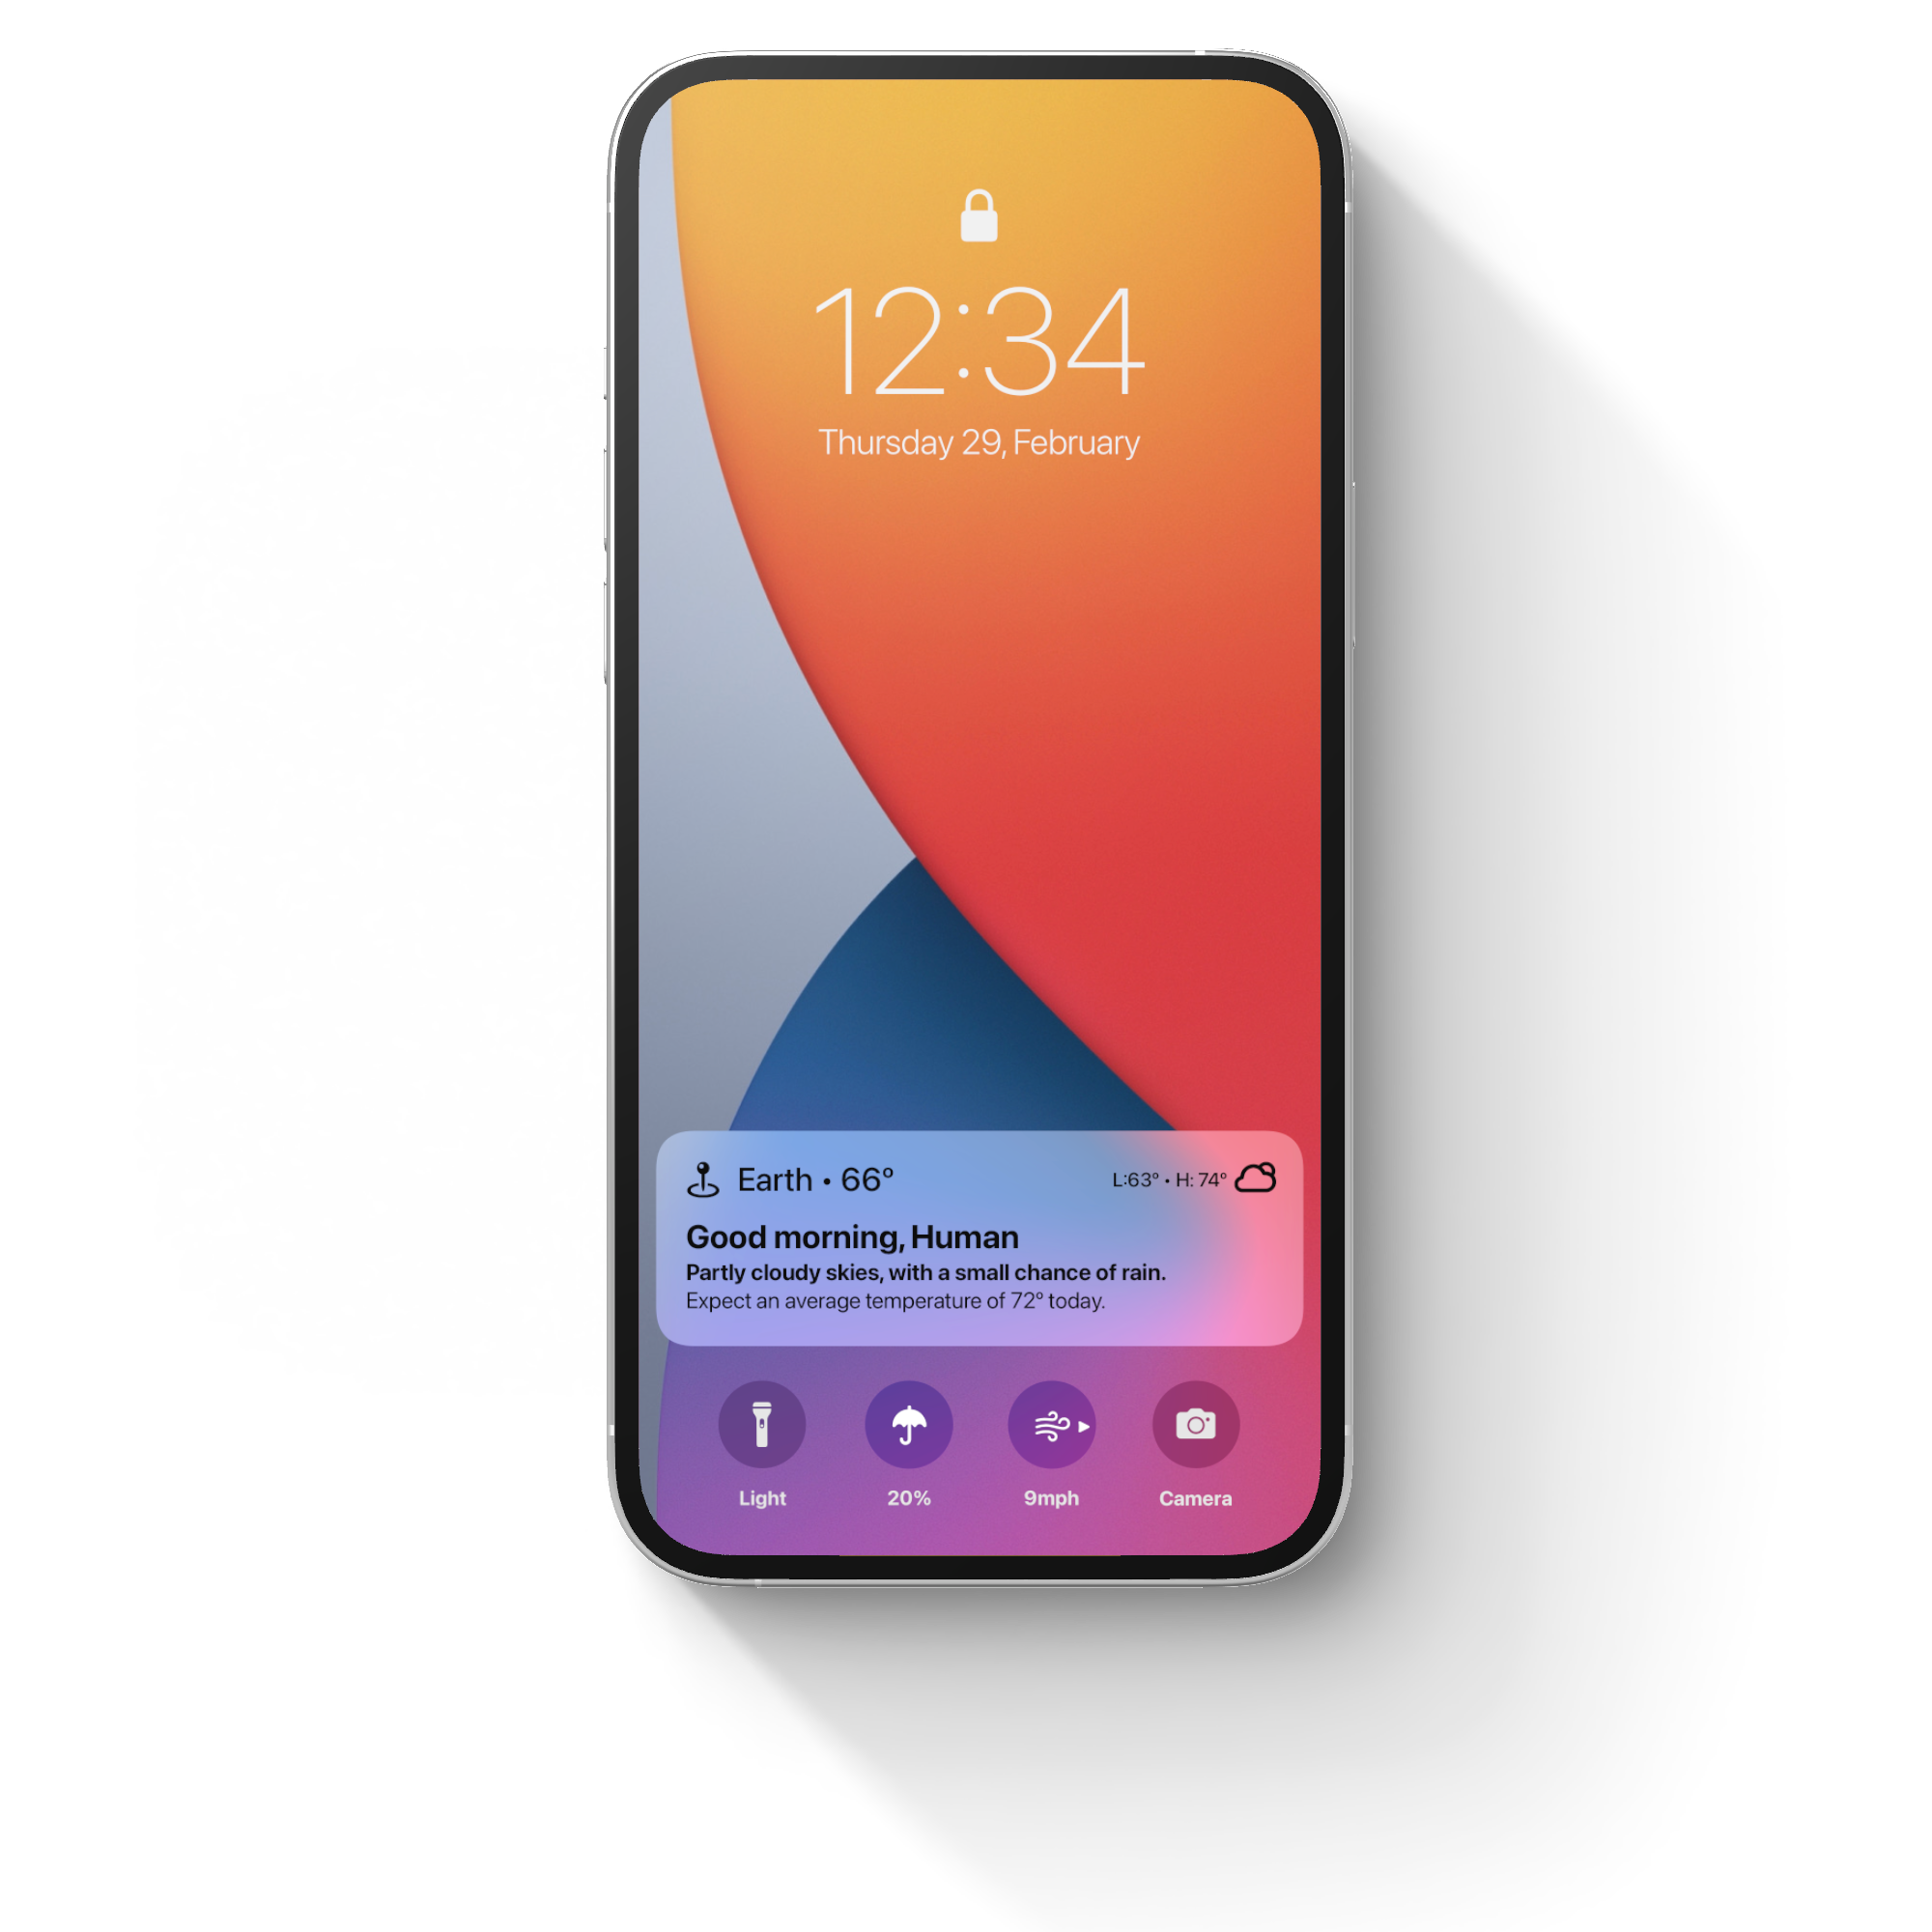 12:34
Thursday 29, February
Earth • 66°
L:63° • H: 74°
Good morning, Human
Partly cloudy skies, with a small chance of rain.
Expect an average temperature of 72° today.
Light
20%
9mph
Camera